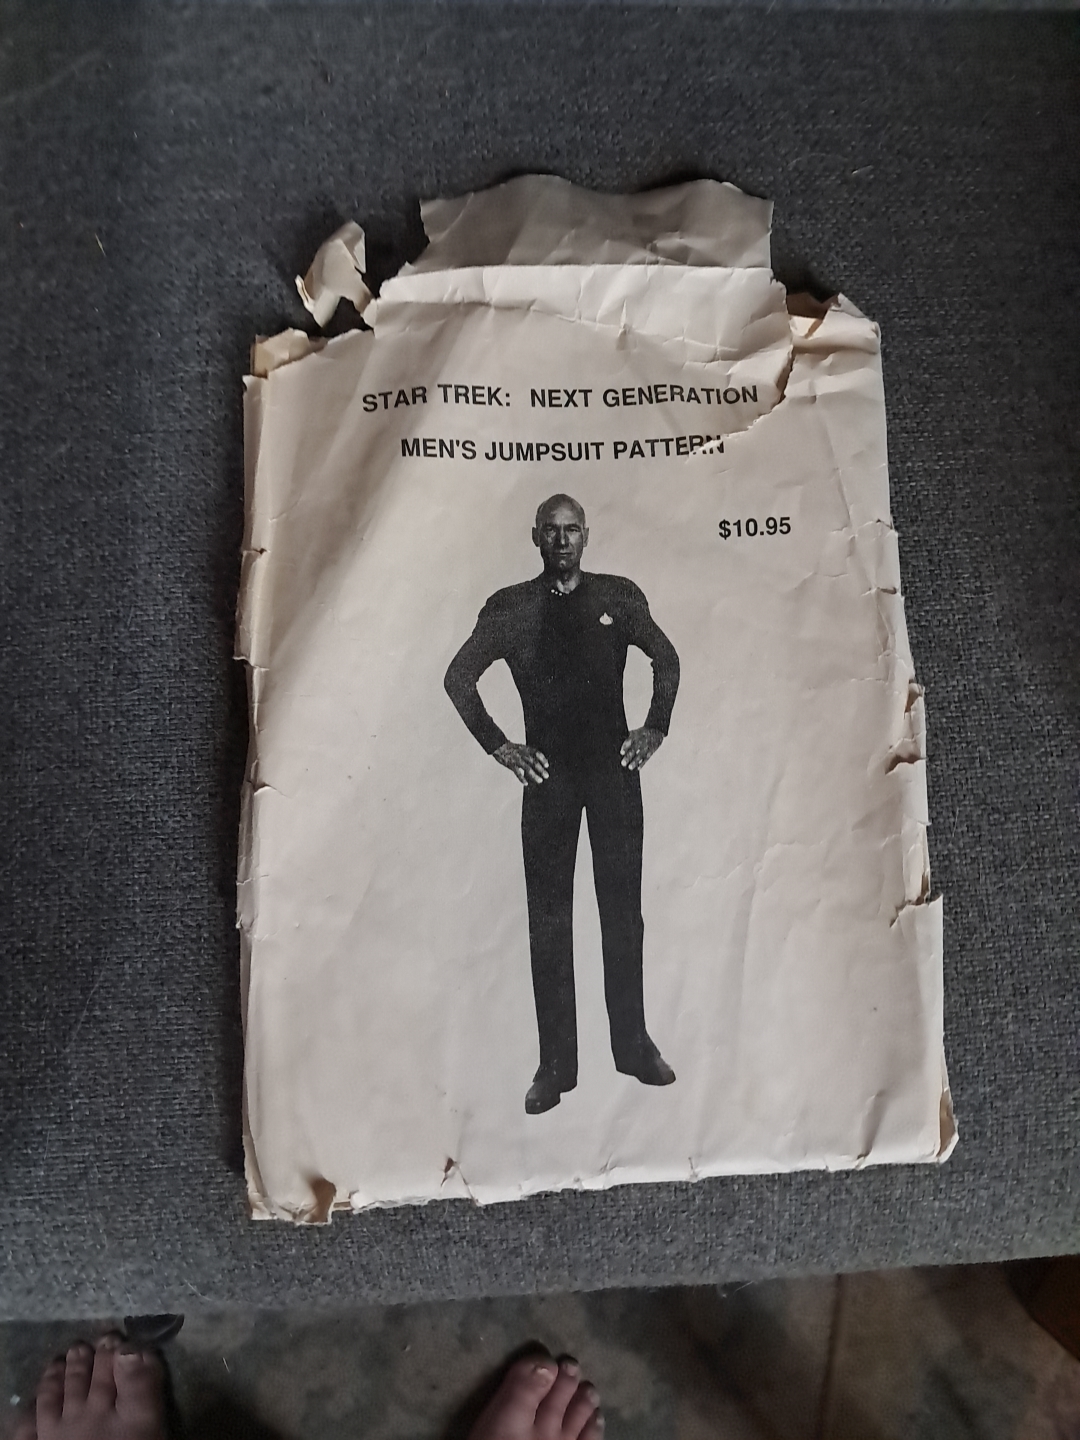 STAR TREK: NEXT GENERATION
MEN'S JUMPSUIT PATTERN
$10.95